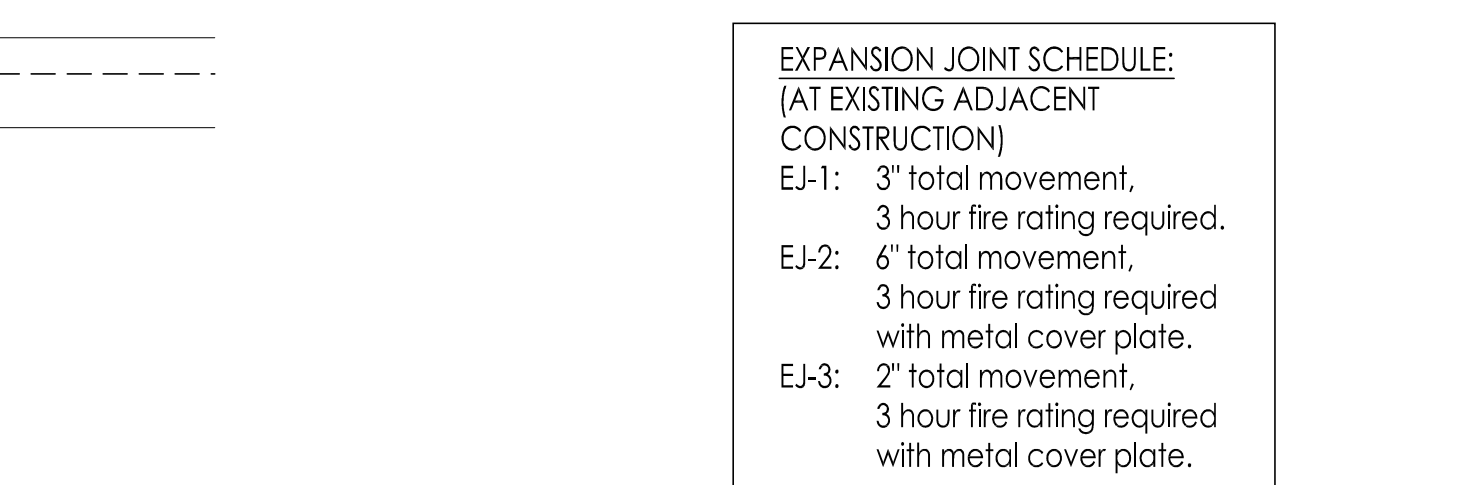 EXPANSION JOINT SCHEDULE:
(AT EXISTING ADJACENT
CONSTRUCTION)
EJ-1: 3" total movement,
3 hour fire rating required.
EJ-2: 6" total movement,
3 hour fire rating required
with metal cover plate.
EJ-3: 2" total movement,
3 hour fire rating required
with metal cover plate.